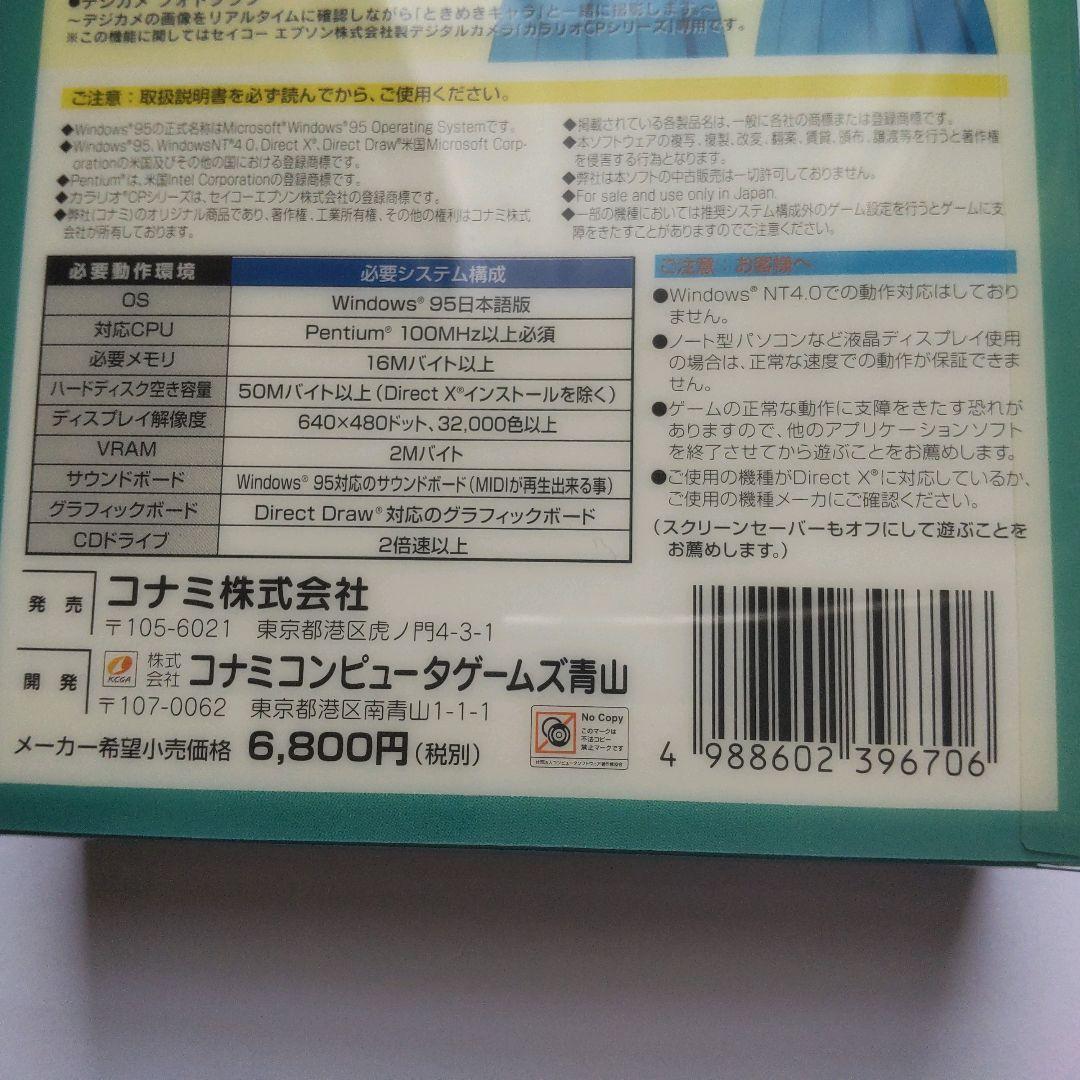 ●デジカメ フォトクラブ
～デジカメの画像をリアルタイムに確認しながら「ときめきキャラ」と一緒に撮影します。～
※この機能に関してはセイコー エプソン株式会社製デジタルカメラ「カラリオCPシリーズ」専用です。
ご注意：取扱説明書を必ず読んでから、ご使用ください。
◆Windows®95の正式名称はMicrosoft®Windows®95 Operating Systemです。
◆Windows®95、WindowsNT®4.0、Direct X®、Direct Draw®米国Microsoft Corp-
orationの米国及びその他の国における登録商標です。
◆Pentium®は、米国Intel Corporationの登録商標です。
◆カラリオ®CPシリーズは、セイコーエプソン株式会社の登録商標です。
◆弊社(コナミ)のオリジナル商品であり、著作権、工業所有権、その他の権利はコナミ株式
会社が所有しております。
◆掲載されている各製品名は、一般に各社の商標または登録商標です。
◆本ソフトウェアの複写、複製、改変、翻案、賃貸、頒布、譲渡等を行うと著作権
を侵害する行為となります。
◆弊社は本ソフトの中古販売は一切許可しておりません。
◆For sale and use only in Japan.
◆一部の機種においては推奨システム構成外のゲーム設定を行うとゲームに支
障をきたすことがありますのでご注意ください。
必要動作環境 必要システム構成
OS Windows® 95日本語版
対応CPU Pentium® 100MHz以上必須
必要メモリ 16Mバイト以上
ハードディスク空き容量 50Mバイト以上(Direct X®インストールを除く)
ディスプレイ解像度 640×480ドット、32,000色以上
VRAM 2Mバイト
サウンドボード Windows® 95対応のサウンドボード(MIDIが再生出来る事)
グラフィックボード Direct Draw®対応のグラフィックボード
CDドライブ 2倍速以上
ご注意：お客様へ
●Windows® NT4.0での動作対応はしており
ません。
●ノート型パソコンなど液晶ディスプレイ使用
の場合は、正常な速度での動作が保証できま
せん。
●ゲームの正常な動作に支障をきたす恐れが
ありますので、他のアプリケーションソフト
を終了させてから遊ぶことをお薦めします。
●ご使用の機種がDirect X®に対応しているか、
ご使用の機種メーカにご確認ください。
(スクリーンセーバーもオフにして遊ぶことを
お薦めします。)
発売 コナミ株式会社
〒105-6021 東京都港区虎ノ門4-3-1
開発 KCGA 株式会社 コナミコンピュータゲームズ青山
〒107-0062 東京都港区南青山1-1-1
メーカー希望小売価格 6,800円(税別)
No Copy
このマークは
不法コピー
禁止マークです
4 988602 396706